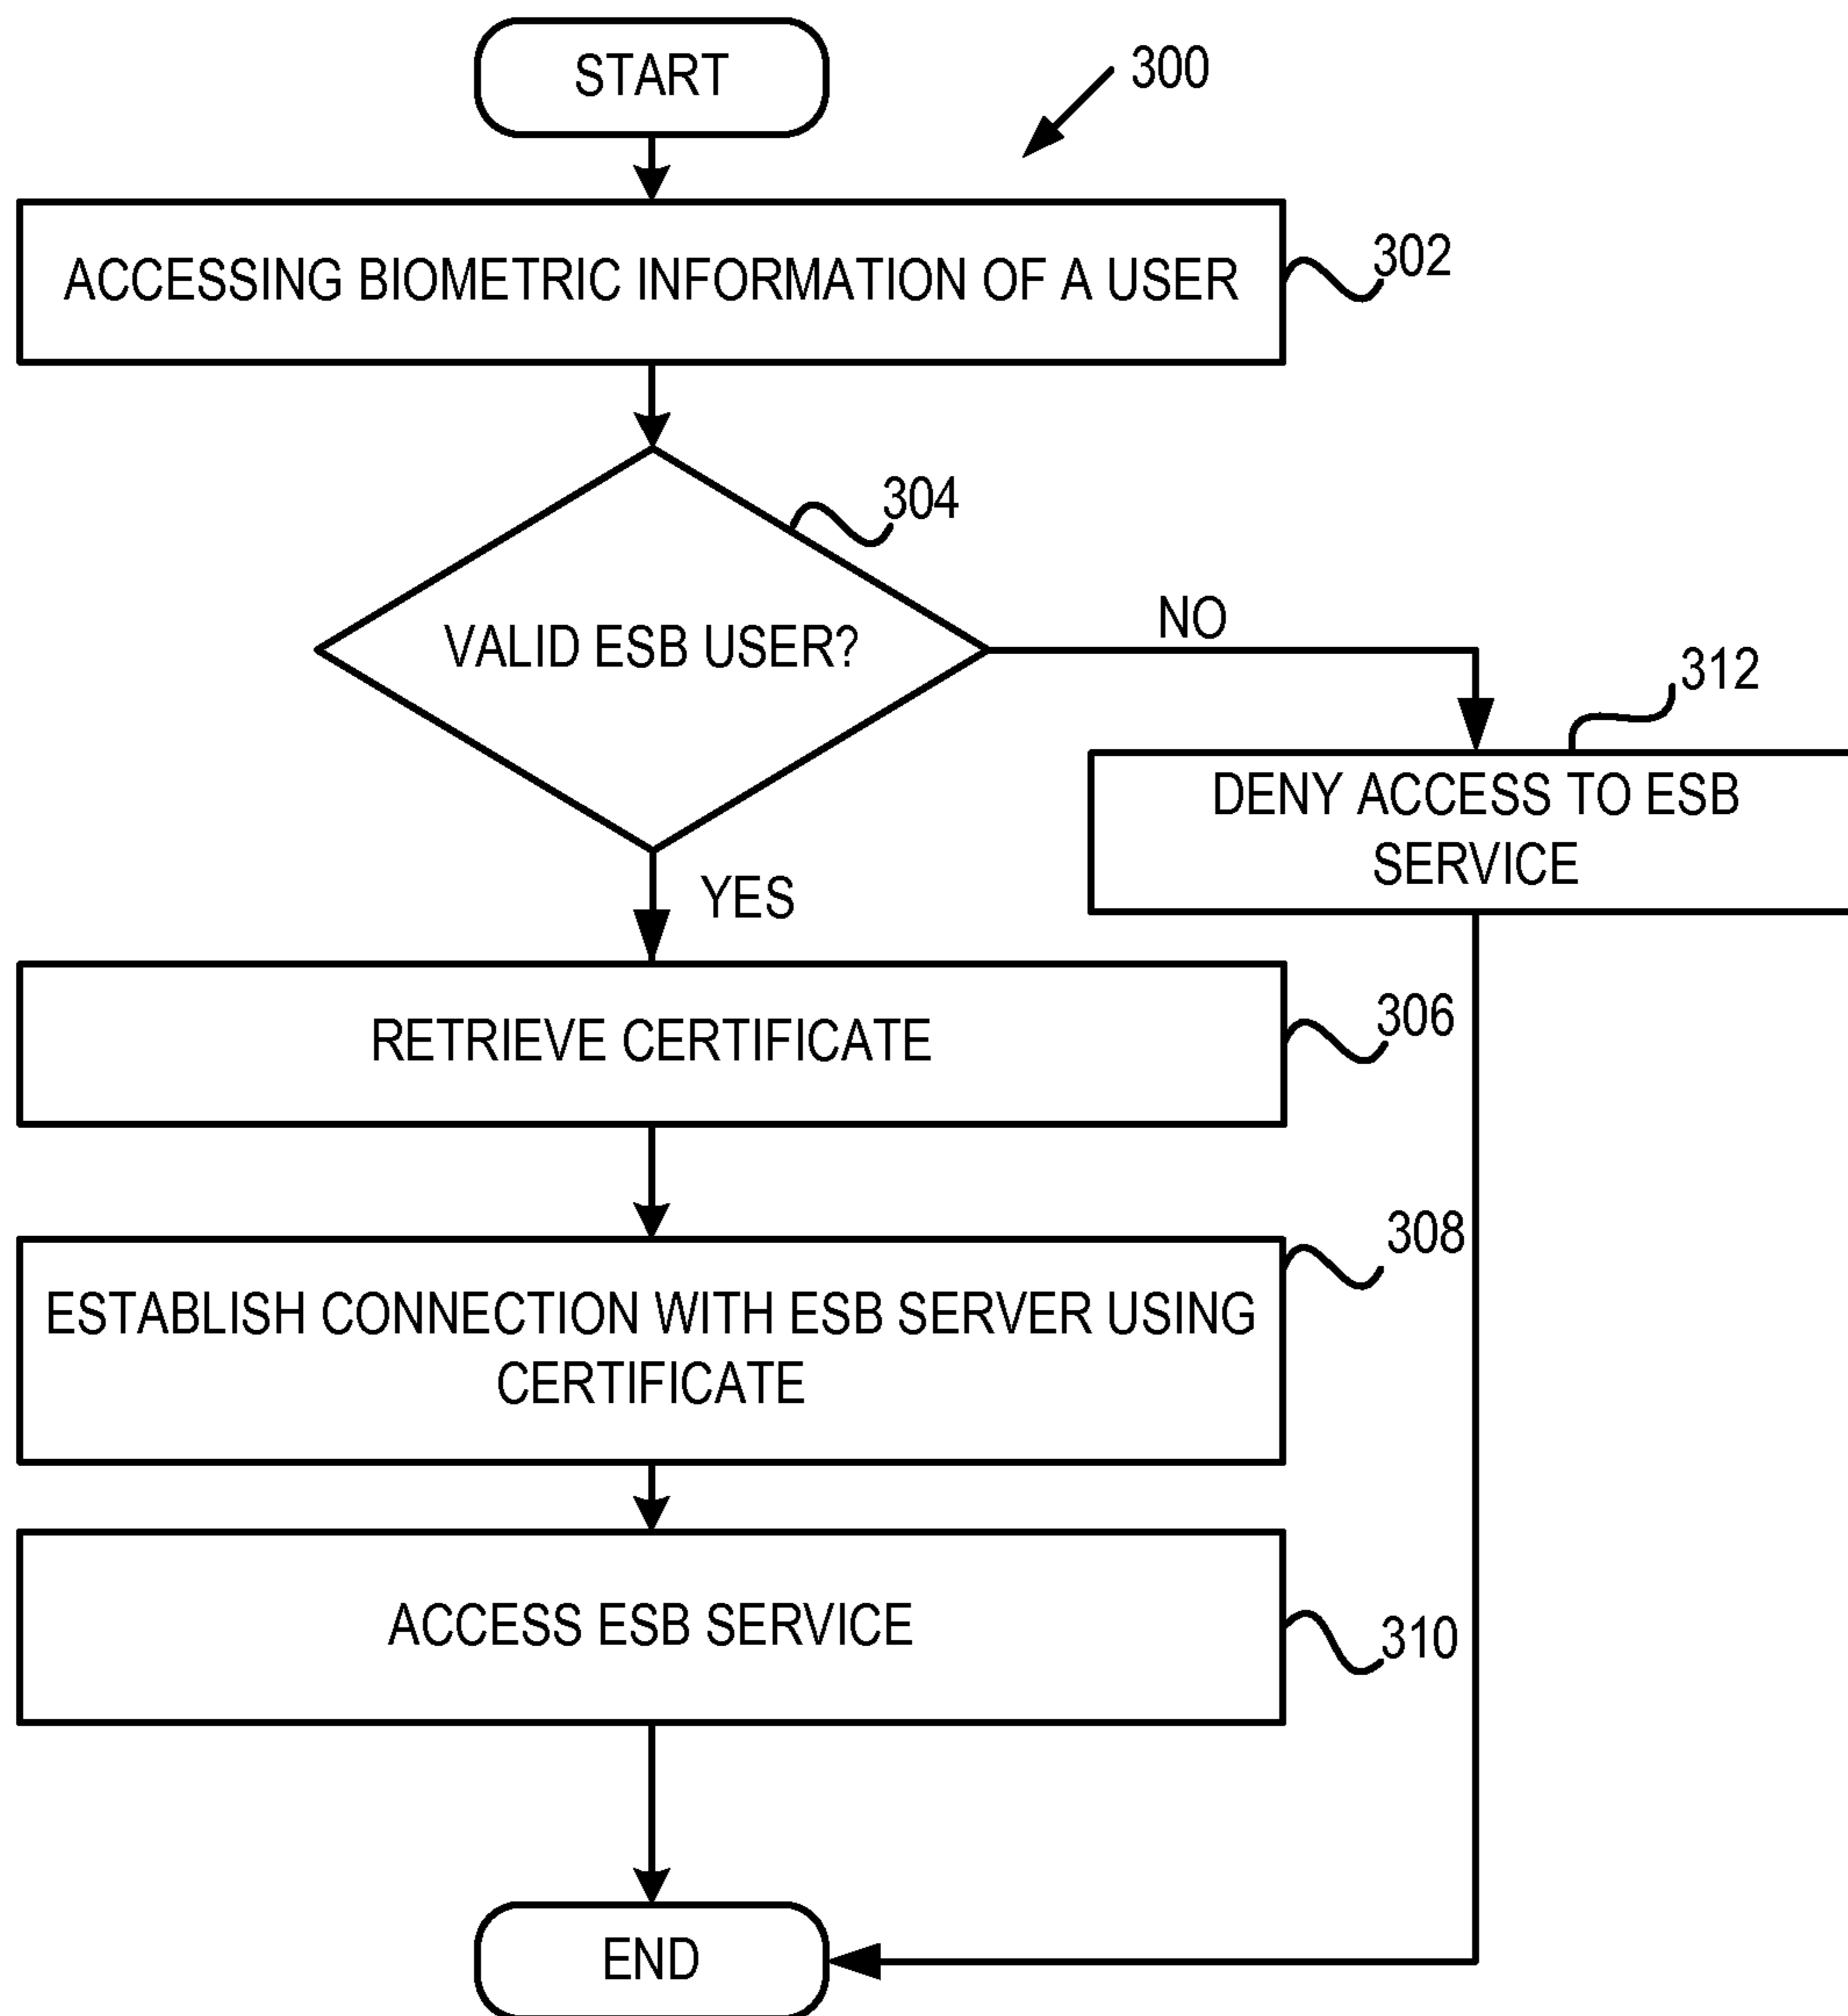 START
300
ACCESSING BIOMETRIC INFORMATION OF A USER
302
304
VALID ESB USER?
NO
312
DENY ACCESS TO ESB
SERVICE
YES
RETRIEVE CERTIFICATE
306
308
ESTABLISH CONNECTION WITH ESB SERVER USING
CERTIFICATE
ACCESS ESB SERVICE
310
END